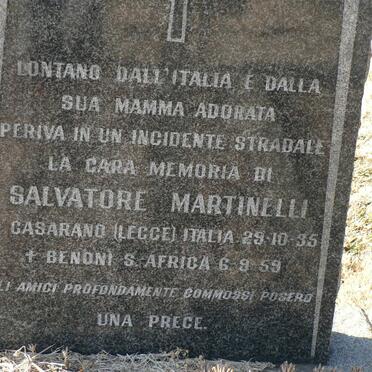 LONTANO DALL'ITALIA E DALLA
SUA MAMMA ADORATA
PERIVA IN UN INCIDENTE STRADALE
LA CARA MEMORIA DI
SALVATORE MARTINELLI
CASARANO (LECCE) ITALIA 29-10-35
+ BENONI S. AFRICA 6-9-59
LI AMICI PROFONDAMENTE COMMOSSI POSERO
UNA PRECE.